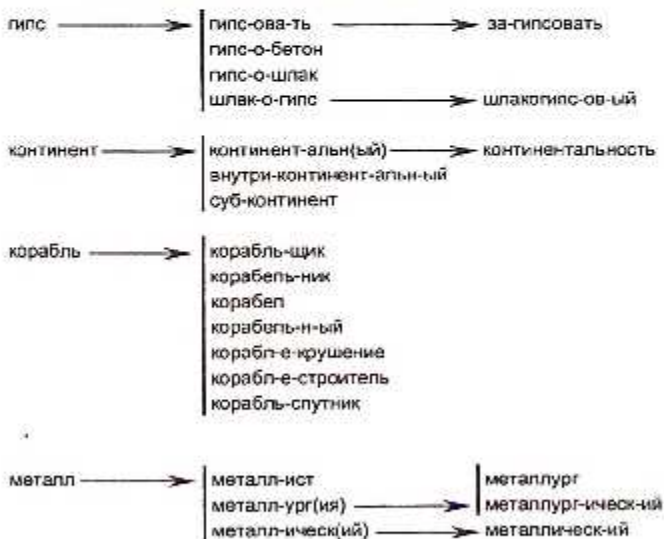 гипс гипс-ова-ть за-гипсовать
гипс-о-бетон
гипс-о-шлак
шлак-о-гипс шлакогипс-ов-ый
континент континент-альн(ый) континентальность
внутри-континент-альн-ый
суб-континент
корабль корабль-щик
корабель-ник
корабел
корабель-н-ый
корабл-е-крушение
корабл-е-строитель
корабль-спутник
металл металл-ист металлург
металл-ург(ия) металлург-ическ-ий
металл-ическ(ий) металлическ-ий